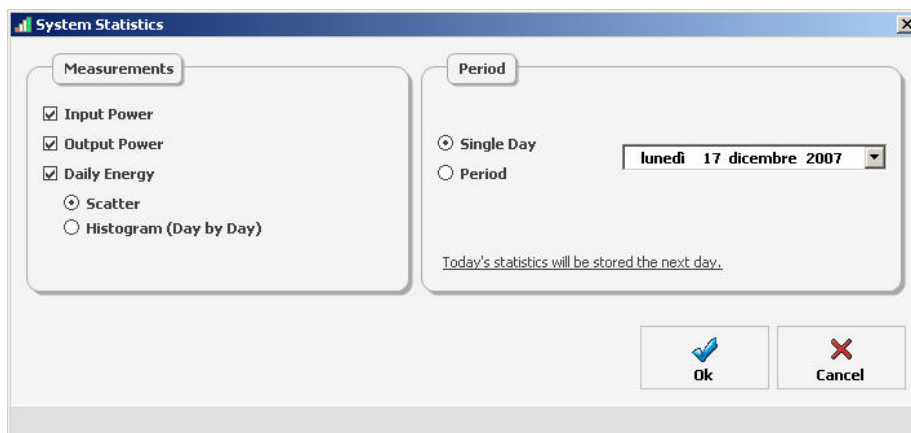 System Statistics
Measurements
Input Power
Output Power
Daily Energy
Scatter
Histogram (Day by Day)
Period
Single Day
Period
lunedì 17 dicembre 2007
Today's statistics will be stored the next day.
Ok
Cancel